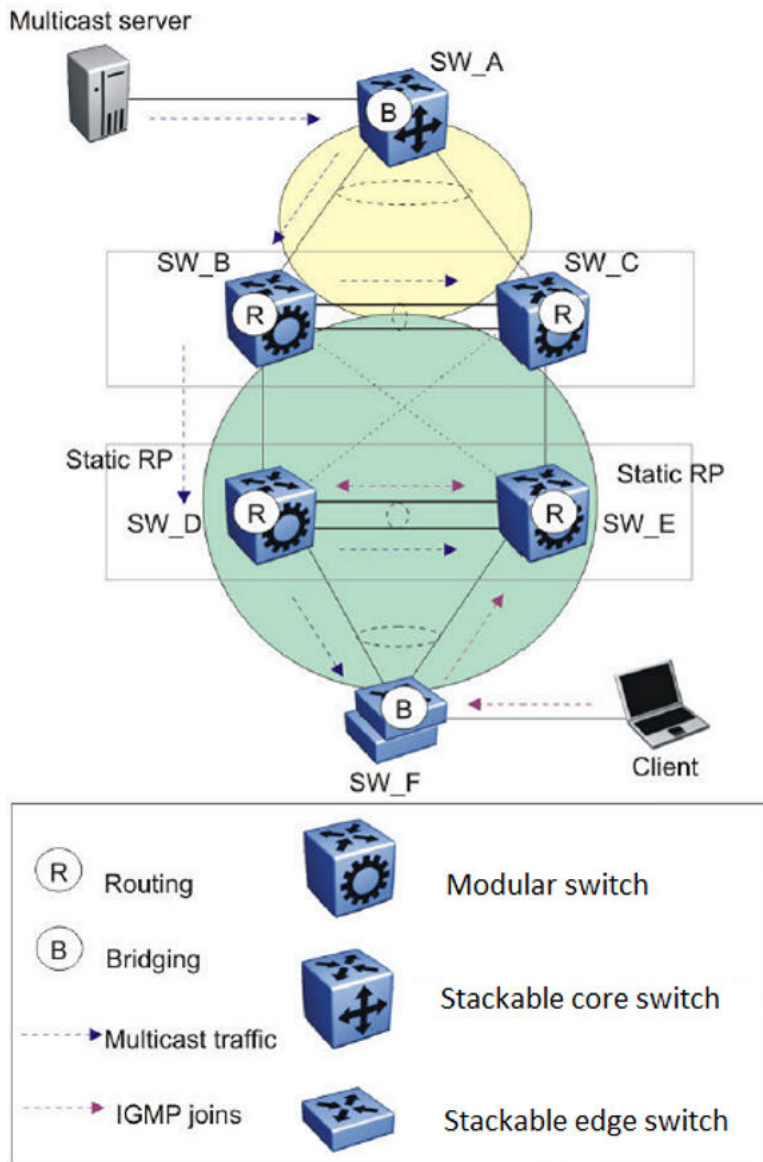 Multicast server
SW_A
B
SW_B
SW_C
R
R
Static RP
Static RP
R
R
SW_D
SW_E
B
SW_F
Client
R
Routing
Modular switch
B
Bridging
Stackable core switch
Multicast traffic
IGMP joins
Stackable edge switch